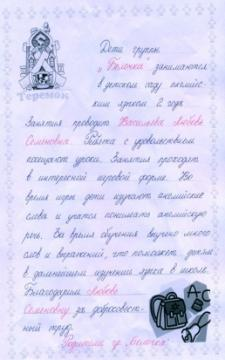 Дети группы
„Белочка" занимаются
в детском саду английс-
ким языком 2 года.
Теремок
Занятия проводит Васильева Любовь
Семеновна. Ребята с удовольствием
посещают уроки. Занятия проходят
в интересной игровой форме. Во
время игры дети изучают английские
слова и учатся понимать английскую
речь. За время обучения выучено много
слов и выражений, что поможет детям
в дальнейшем изучении языка в школе.
Благодарим Любовь
Семеновну за добросовест-
ный труд.
Родители гр. „Белочка"